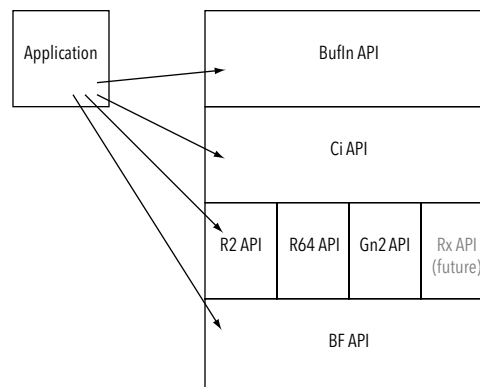 Application
BufIn API
Ci API
R2 API
R64 API
Gn2 API
Rx API
(future)
BF API